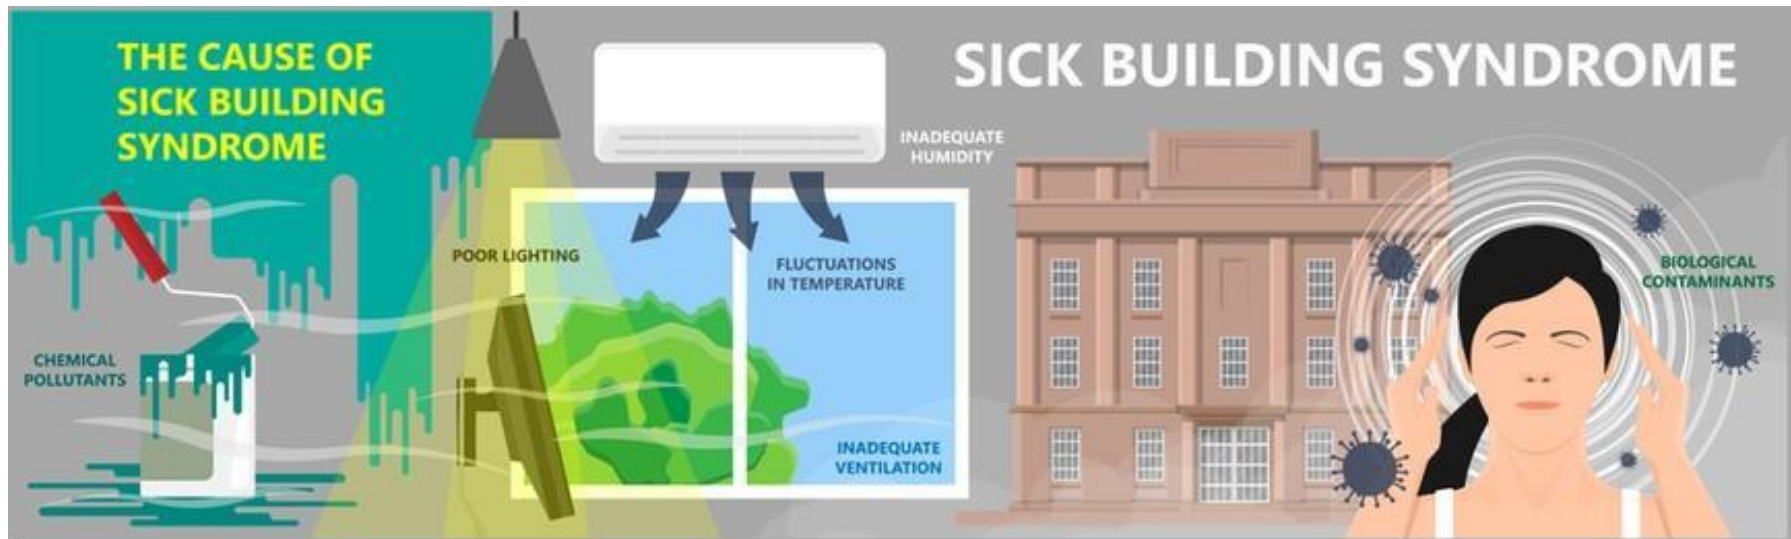 THE CAUSE OF
SICK BUILDING
SYNDROME
SICK BUILDING SYNDROME
INADEQUATE
HUMIDITY
POOR LIGHTING
FLUCTUATIONS
IN TEMPERATURE
BIOLOGICAL
CONTAMINANTS
CHEMICAL
POLLUTANTS
INADEQUATE
VENTILATION